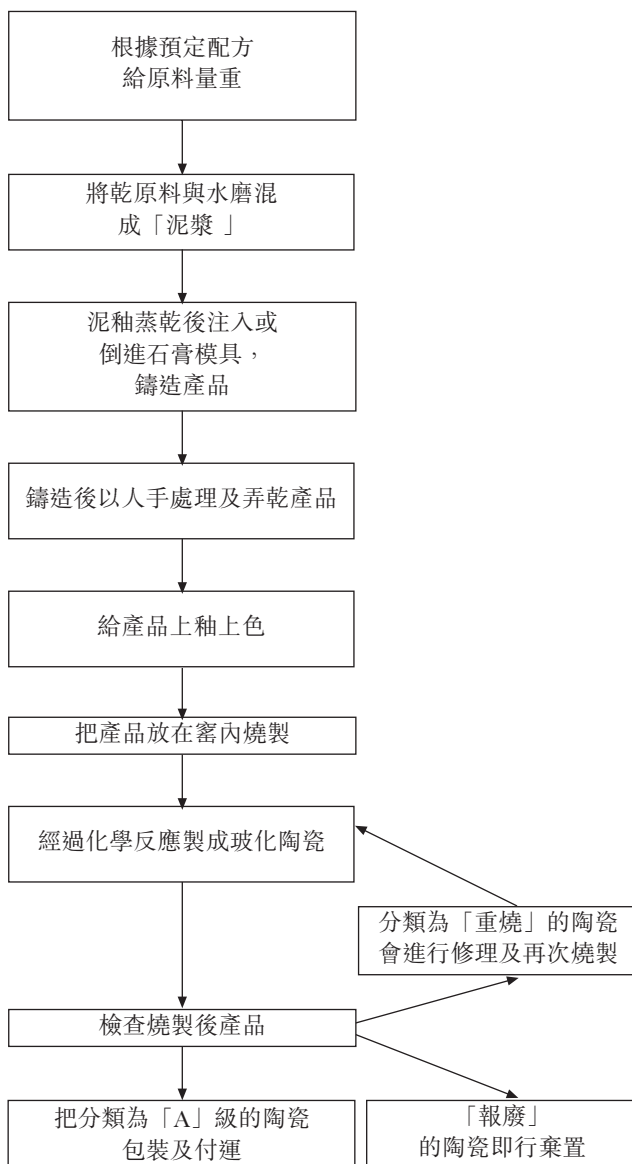 根據預定配方
給原料量重
將乾原料與水磨混
成「泥漿 」
泥釉蒸乾後注入或
倒進石膏模具，
鑄造產品
鑄造後以人手處理及弄乾產品
給產品上釉上色
把產品放在窰內燒製
經過化學反應製成玻化陶瓷
分類為「重燒」的陶瓷
會進行修理及再次燒製
檢查燒製後產品
把分類為「A」級的陶瓷
包裝及付運
「報廢」
的陶瓷即行棄置